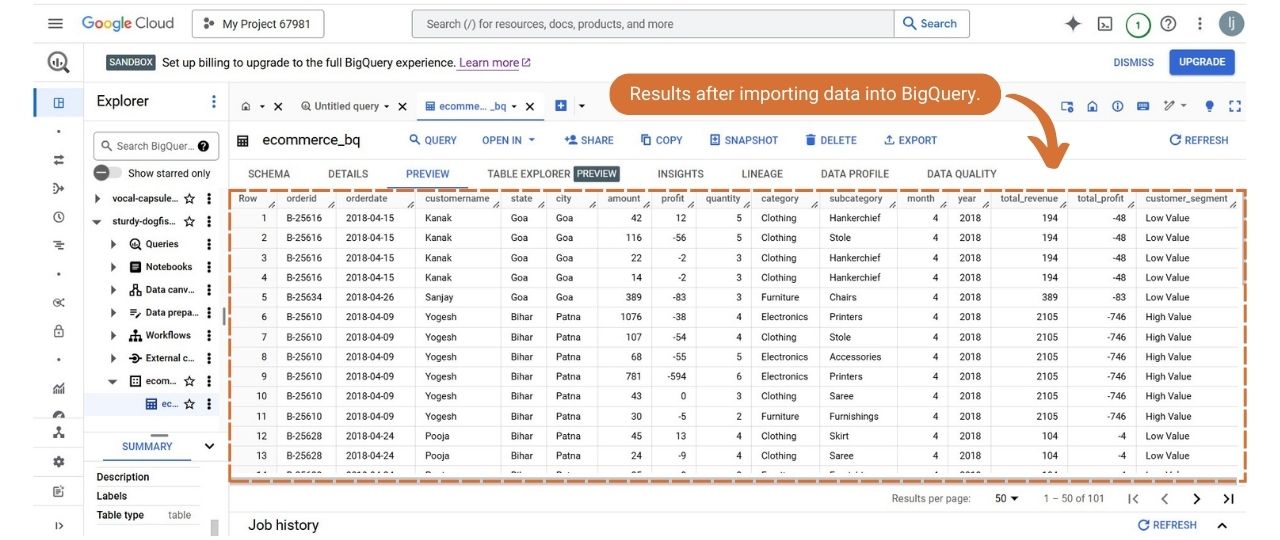 Google Cloud My Project 67981 Search (/) for resources, docs, products, and more Search 1 lj
SANDBOX Set up billing to upgrade to the full BigQuery experience. Learn more DISMISS UPGRADE
Results after importing data into BigQuery.
Explorer
Untitled query
ecomme... _bq
Search BigQuer...
ecommerce_bq QUERY OPEN IN SHARE COPY SNAPSHOT DELETE EXPORT REFRESH
Show starred only
SCHEMA DETAILS PREVIEW TABLE EXPLORER PREVIEW INSIGHTS LINEAGE DATA PROFILE DATA QUALITY
vocal-capsule...
sturdy-dogfis...
Queries
Notebooks
Data canv...
Data prepa...
Workflows
External c...
ecom...
ec...
SUMMARY
Description
Labels
Table type table
Row orderid orderdate customername state city amount profit quantity category subcategory month year total_revenue total_profit customer_segment
1 B-25616 2018-04-15 Kanak Goa Goa 42 12 5 Clothing Hankerchief 4 2018 194 -48 Low Value
2 B-25616 2018-04-15 Kanak Goa Goa 116 -56 5 Clothing Stole 4 2018 194 -48 Low Value
3 B-25616 2018-04-15 Kanak Goa Goa 22 -2 3 Clothing Hankerchief 4 2018 194 -48 Low Value
4 B-25616 2018-04-15 Kanak Goa Goa 14 -2 3 Clothing Hankerchief 4 2018 194 -48 Low Value
5 B-25634 2018-04-26 Sanjay Goa Goa 389 -83 3 Furniture Chairs 4 2018 389 -83 Low Value
6 B-25610 2018-04-09 Yogesh Bihar Patna 1076 -38 4 Electronics Printers 4 2018 2105 -746 High Value
7 B-25610 2018-04-09 Yogesh Bihar Patna 107 -54 4 Clothing Stole 4 2018 2105 -746 High Value
8 B-25610 2018-04-09 Yogesh Bihar Patna 68 -55 5 Electronics Accessories 4 2018 2105 -746 High Value
9 B-25610 2018-04-09 Yogesh Bihar Patna 781 -594 6 Electronics Printers 4 2018 2105 -746 High Value
10 B-25610 2018-04-09 Yogesh Bihar Patna 43 0 3 Clothing Saree 4 2018 2105 -746 High Value
11 B-25610 2018-04-09 Yogesh Bihar Patna 30 -5 2 Furniture Furnishings 4 2018 2105 -746 High Value
12 B-25628 2018-04-24 Pooja Bihar Patna 45 13 4 Clothing Skirt 4 2018 104 -4 Low Value
13 B-25628 2018-04-24 Pooja Bihar Patna 24 -9 4 Clothing Saree 4 2018 104 -4 Low Value
Results per page: 50 1 – 50 of 101
Job history REFRESH